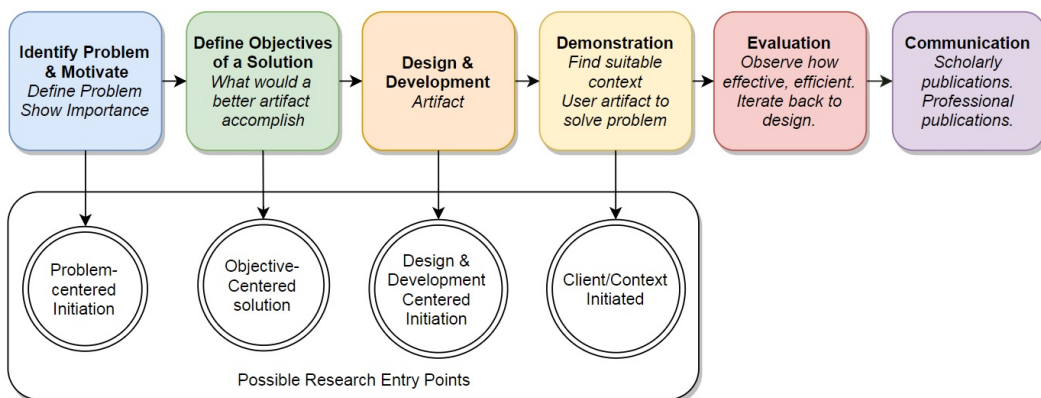 Identify Problem
& Motivate
Define Problem
Show Importance
Define Objectives
of a Solution
What would a
better artifact
accomplish
Design &
Development
Artifact
Demonstration
Find suitable
context
User artifact to
solve problem
Evaluation
Observe how
effective, efficient.
Iterate back to
design.
Communication
Scholarly
publications.
Professional
publications.
Problem-
centered
Initiation
Objective-
Centered
solution
Design &
Development
Centered
Initiation
Client/Context
Initiated
Possible Research Entry Points